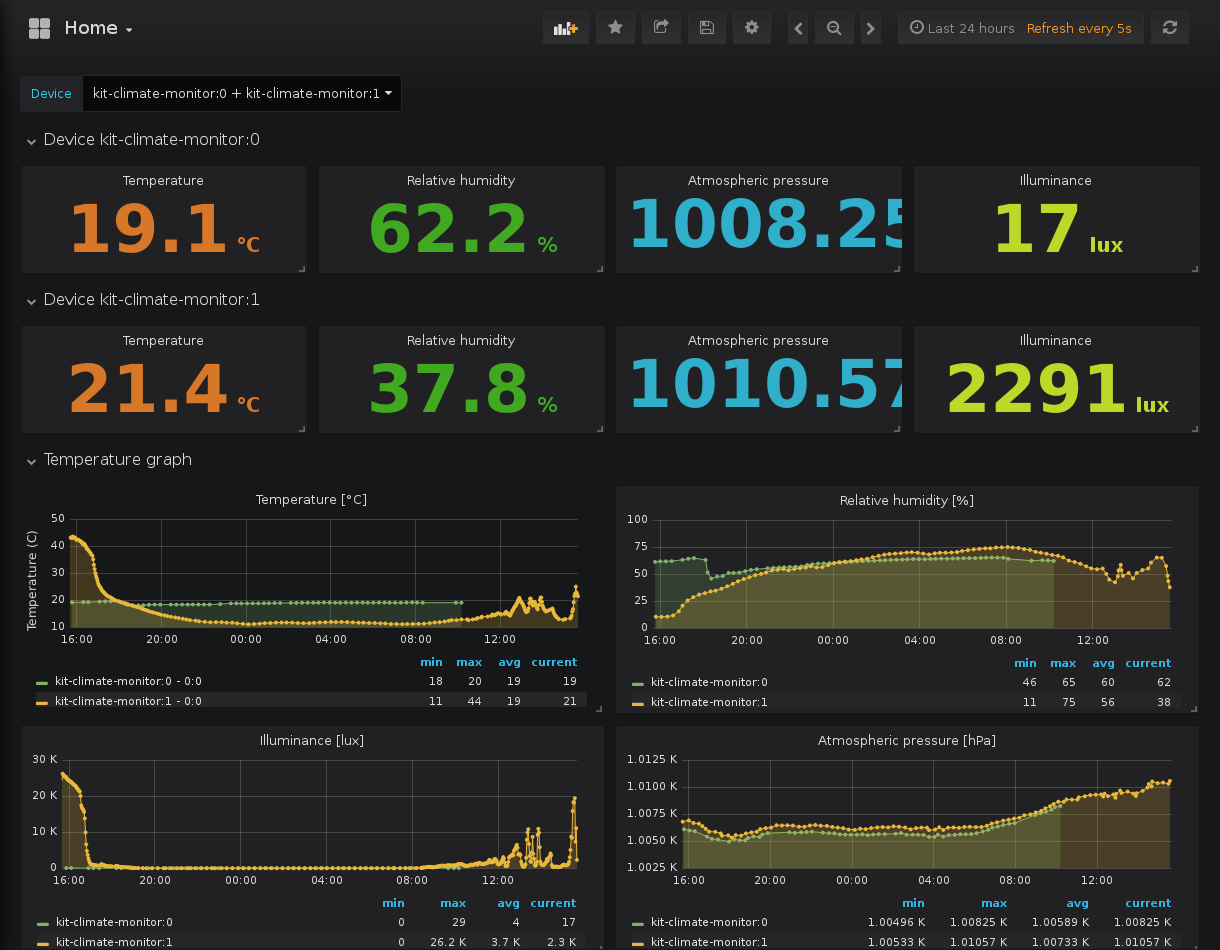 Home
Last 24 hours Refresh every 5s
Device kit-climate-monitor:0 + kit-climate-monitor:1
Device kit-climate-monitor:0
Temperature Relative humidity Atmospheric pressure Illuminance
19.1 °C 62.2 % 1008.25 17 lux
Device kit-climate-monitor:1
Temperature Relative humidity Atmospheric pressure Illuminance
21.4 °C 37.8 % 1010.57 2291 lux
Temperature graph
Temperature [°C]
Temperature (C)
50
40
30
20
10
16:00 20:00 00:00 04:00 08:00 12:00
min max avg current
kit-climate-monitor:0 - 0:0 18 20 19 19
kit-climate-monitor:1 - 0:0 11 44 19 21
Relative humidity [%]
100
75
50
25
0
16:00 20:00 00:00 04:00 08:00 12:00
min max avg current
kit-climate-monitor:0 46 65 60 62
kit-climate-monitor:1 11 75 56 38
Illuminance [lux]
30 K
20 K
10 K
0
16:00 20:00 00:00 04:00 08:00 12:00
min max avg current
kit-climate-monitor:0 0 29 4 17
kit-climate-monitor:1 0 26.2 K 3.7 K 2.3 K
Atmospheric pressure [hPa]
1.0125 K
1.0100 K
1.0075 K
1.0050 K
1.0025 K
16:00 20:00 00:00 04:00 08:00 12:00
min max avg current
kit-climate-monitor:0 1.00496 K 1.00825 K 1.00589 K 1.00825 K
kit-climate-monitor:1 1.00533 K 1.01057 K 1.00733 K 1.01057 K